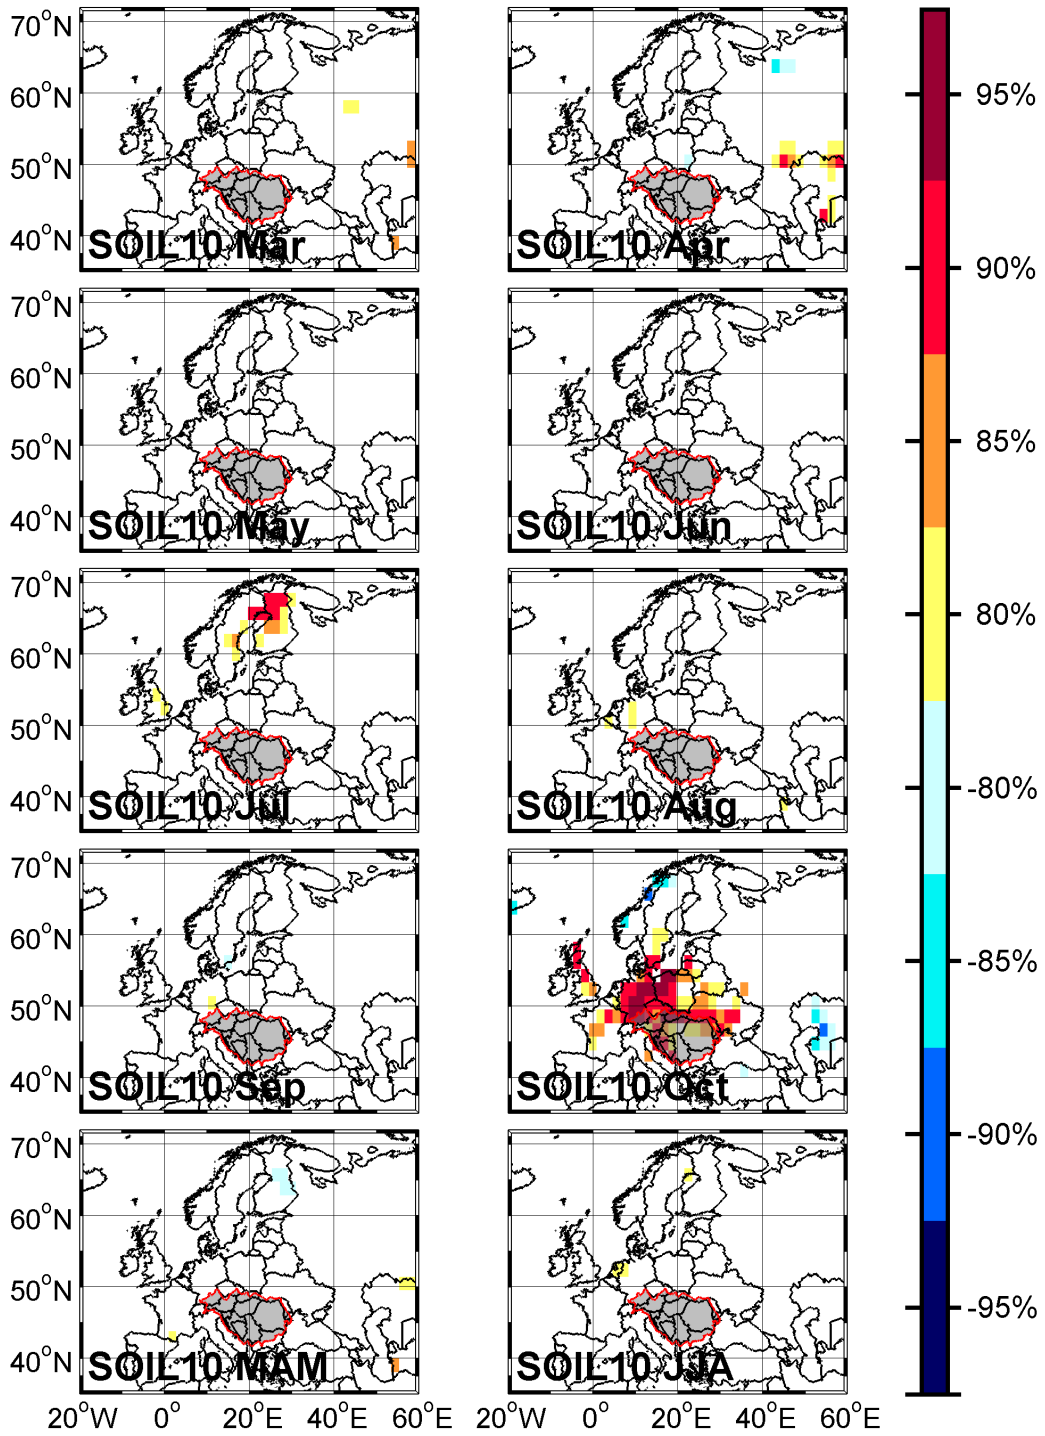 70°N
60°N
50°N
40°N
SOIL10 Mar
SOIL10 Apr
70°N
60°N
50°N
40°N
SOIL10 May
SOIL10 Jun
70°N
60°N
50°N
40°N
SOIL10 Jul
SOIL10 Aug
70°N
60°N
50°N
40°N
SOIL10 Sep
SOIL10 Oct
70°N
60°N
50°N
40°N
SOIL10 MAM
SOIL10 JJA
20°W 0° 20°E 40°E 60°E
20°W 0° 20°E 40°E 60°E
95%
90%
85%
80%
-80%
-85%
-90%
-95%